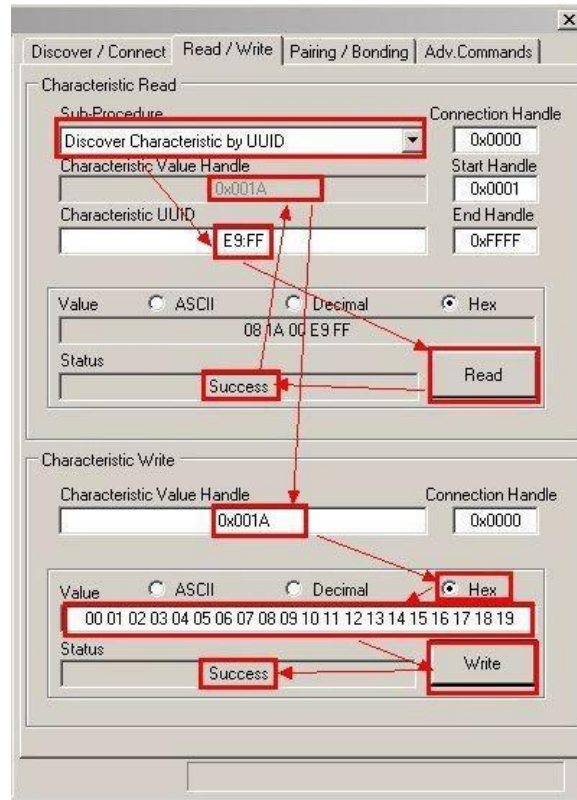 Discover / Connect Read / Write Pairing / Bonding Adv.Commands
Characteristic Read
Sub-Procedure Connection Handle
Discover Characteristic by UUID 0x0000
Characteristic Value Handle Start Handle
0x001A 0x0001
Characteristic UUID End Handle
E9:FF 0xFFFF
Value ASCII Decimal Hex
08 1A 00 E9 FF
Status
Success Read
Characteristic Write
Characteristic Value Handle Connection Handle
0x001A 0x0000
Value ASCII Decimal Hex
00 01 02 03 04 05 06 07 08 09 10 11 12 13 14 15 16 17 18 19
Status
Success Write